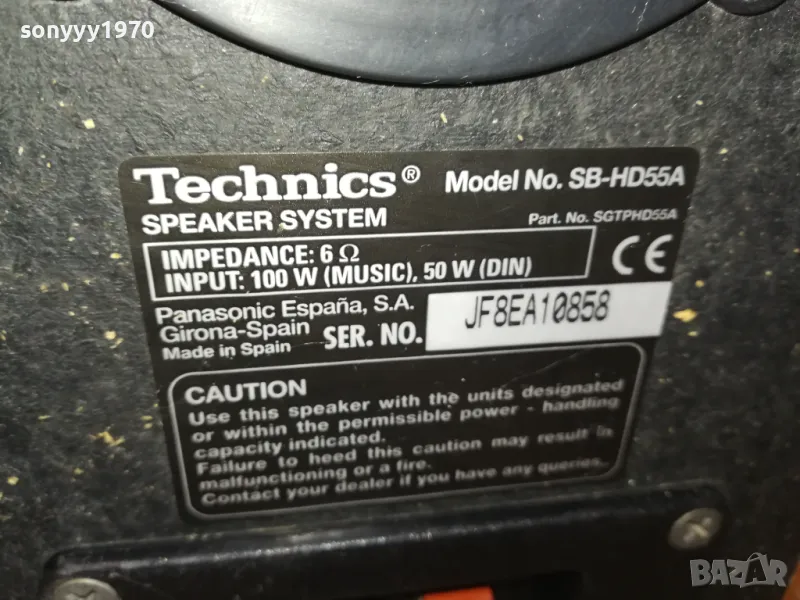 sonyyy1970
Technics® Model No. SB-HD55A
SPEAKER SYSTEM Part. No. SGTPHD55A
IMPEDANCE: 6 Ω
INPUT: 100 W (MUSIC), 50 W (DIN)
CE
Panasonic España, S.A.
Girona-Spain
Made in Spain SER. NO. JF8EA10858
CAUTION
Use this speaker with the units designated
or within the permissible power - handling
capacity indicated.
Failure to heed this caution may result in
malfunctioning or a fire.
Contact your dealer if you have any queries.
BAZAR